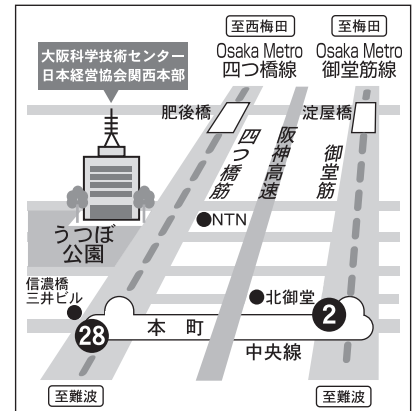 至西梅田
至梅田
Osaka Metro
四つ橋線
Osaka Metro
御堂筋線
大阪科学技術センター
日本経営協会関西本部
肥後橋
淀屋橋
四つ橋筋
阪神高速
御堂筋
NTN
うつぼ
公園
信濃橋
三井ビル
北御堂
2
28
本町
中央線
至難波
至難波